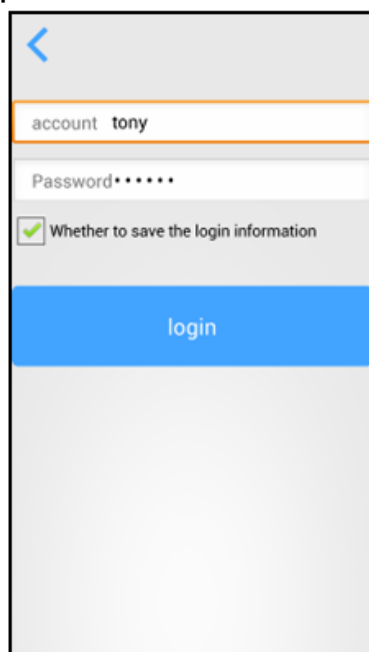 account tony
Password••••••
Whether to save the login information
login